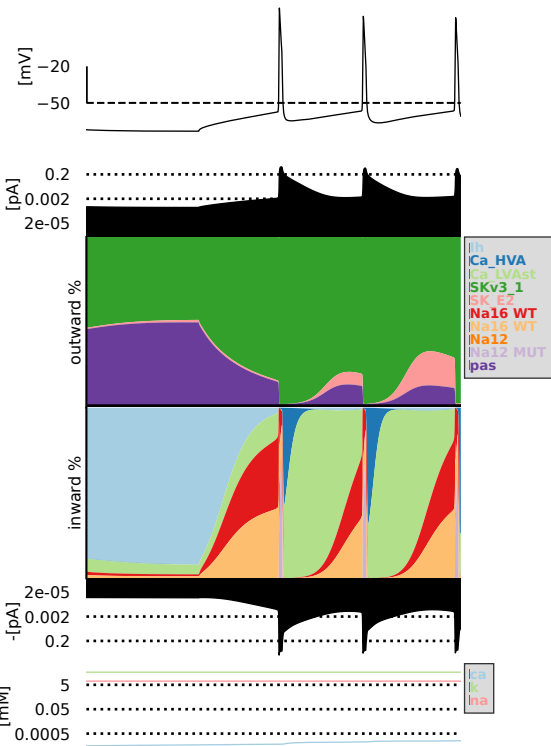 [mV]
−20
−50
[pA]
0.2
0.002
2e-05
outward %
Ih
Ca_HVA
Ca_LVAst
SKv3_1
SK_E2
Na16 WT
Na16 WT
Na12
Na12 MUT
pas
inward %
-[pA]
2e-05
0.002
0.2
[mM]
5
0.05
0.0005
ca
k
na